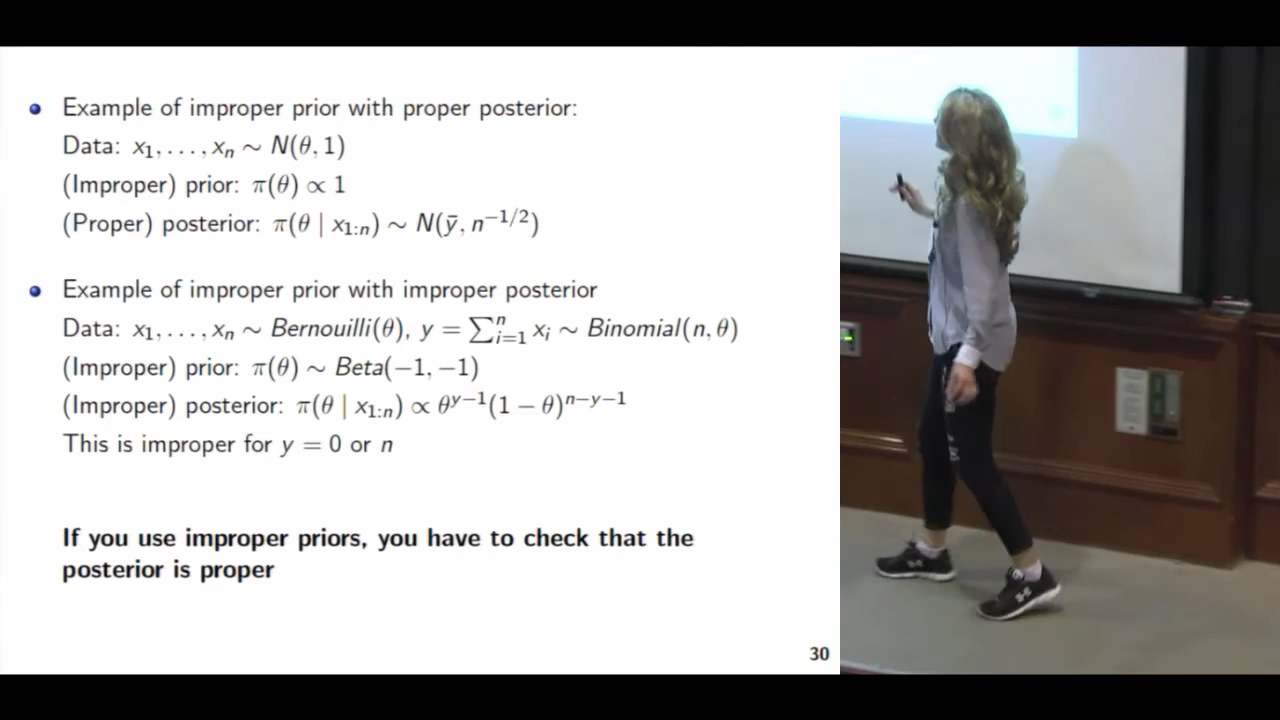 Example of improper prior with proper posterior:
Data: x₁, . . . , xₙ ∼ N(θ, 1)
(Improper) prior: π(θ) ∝ 1
(Proper) posterior: π(θ | x₁:ₙ) ∼ N(ȳ, n⁻¹/²)
Example of improper prior with improper posterior
Data: x₁, . . . , xₙ ∼ Bernouilli(θ), y = ∑ⁿᵢ₌₁ xᵢ ∼ Binomial(n, θ)
(Improper) prior: π(θ) ∼ Beta(−1, −1)
(Improper) posterior: π(θ | x₁:ₙ) ∝ θʸ⁻¹(1 − θ)ⁿ⁻ʸ⁻¹
This is improper for y = 0 or n
If you use improper priors, you have to check that the
posterior is proper
30